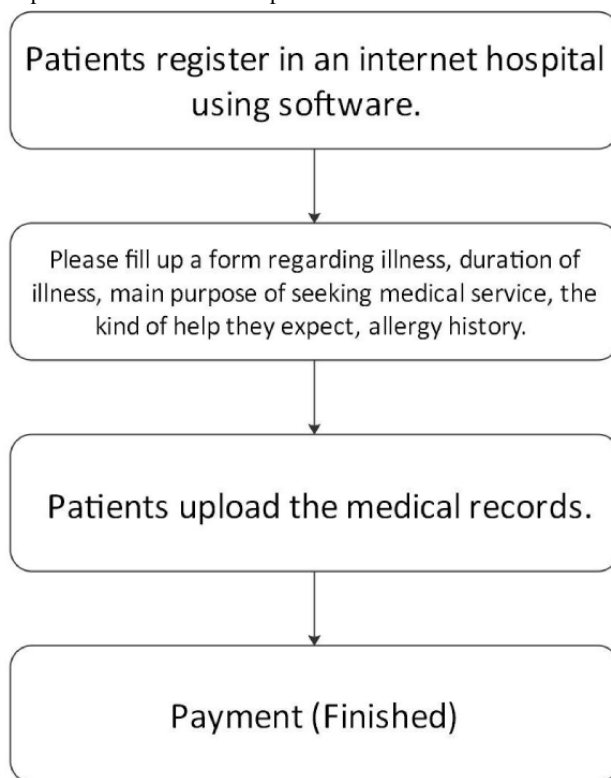 Patients register in an internet hospital
using software.
Please fill up a form regarding illness, duration of
illness, main purpose of seeking medical service, the
kind of help they expect, allergy history.
Patients upload the medical records.
Payment (Finished)